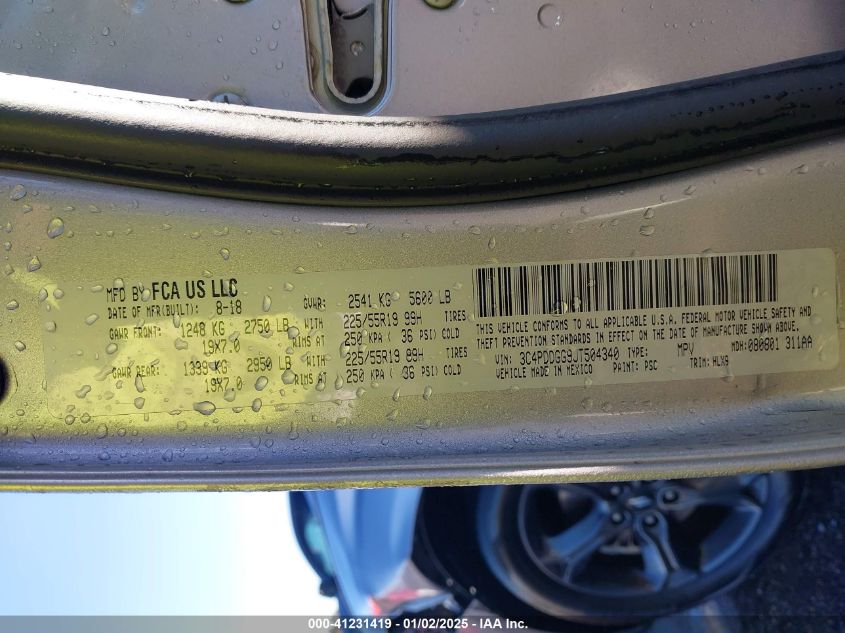 MFD BY FCA US LLC
DATE OF MFR(BUILT): 8-18 GVWR: 2541 KG 5600 LB
GAWR FRONT: 1248 KG 2750 LB WITH 225/55R19 99H TIRES
19X7.0 RIMS AT 250 KPA ( 36 PSI) COLD
GAWR REAR: 1339 KG 2950 LB WITH 225/55R19 89H TIRES
19X7.0 RIMS AT 250 KPA ( 36 PSI) COLD
THIS VEHICLE CONFORMS TO ALL APPLICABLE U.S.A. FEDERAL MOTOR VEHICLE SAFETY AND
THEFT PREVENTION STANDARDS IN EFFECT ON THE DATE OF MANUFACTURE SHOWN ABOVE.
VIN: 3C4PDDGG9JT504340 TYPE: MPV MDH:080801 311AA
VEHICLE MADE IN MEXICO PAINT: PSC TRIM:
000-41231419 - 01/02/2025 - IAA Inc.